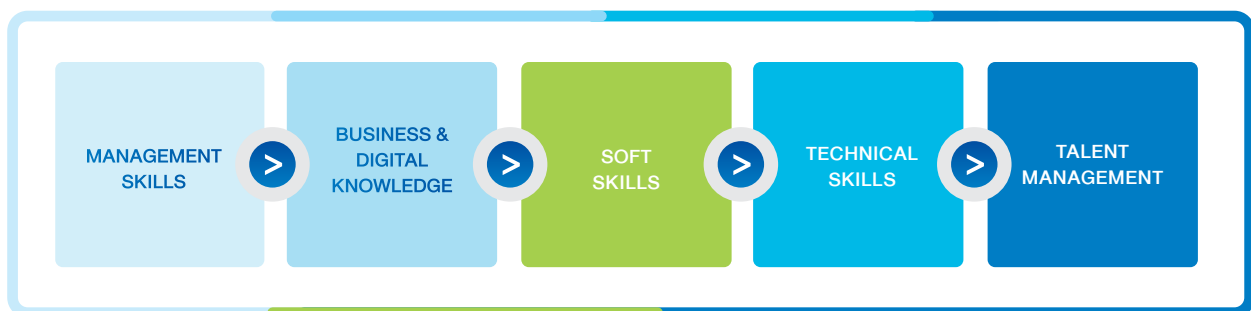 MANAGEMENT
SKILLS
>
BUSINESS &
DIGITAL
KNOWLEDGE
>
SOFT
SKILLS
>
TECHNICAL
SKILLS
>
TALENT
MANAGEMENT